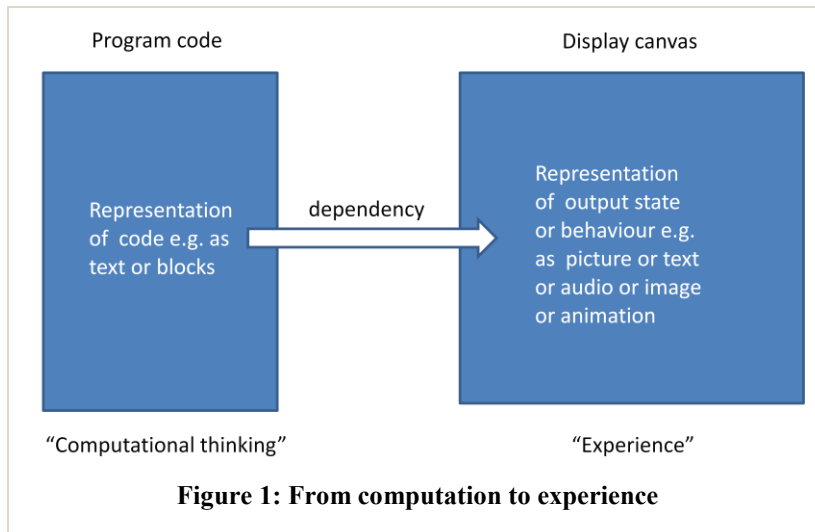 Program code
Display canvas
Representation
of code e.g. as
text or blocks
dependency
Representation
of output state
or behaviour e.g.
as picture or text
or audio or image
or animation
“Computational thinking”
“Experience”
Figure 1: From computation to experience